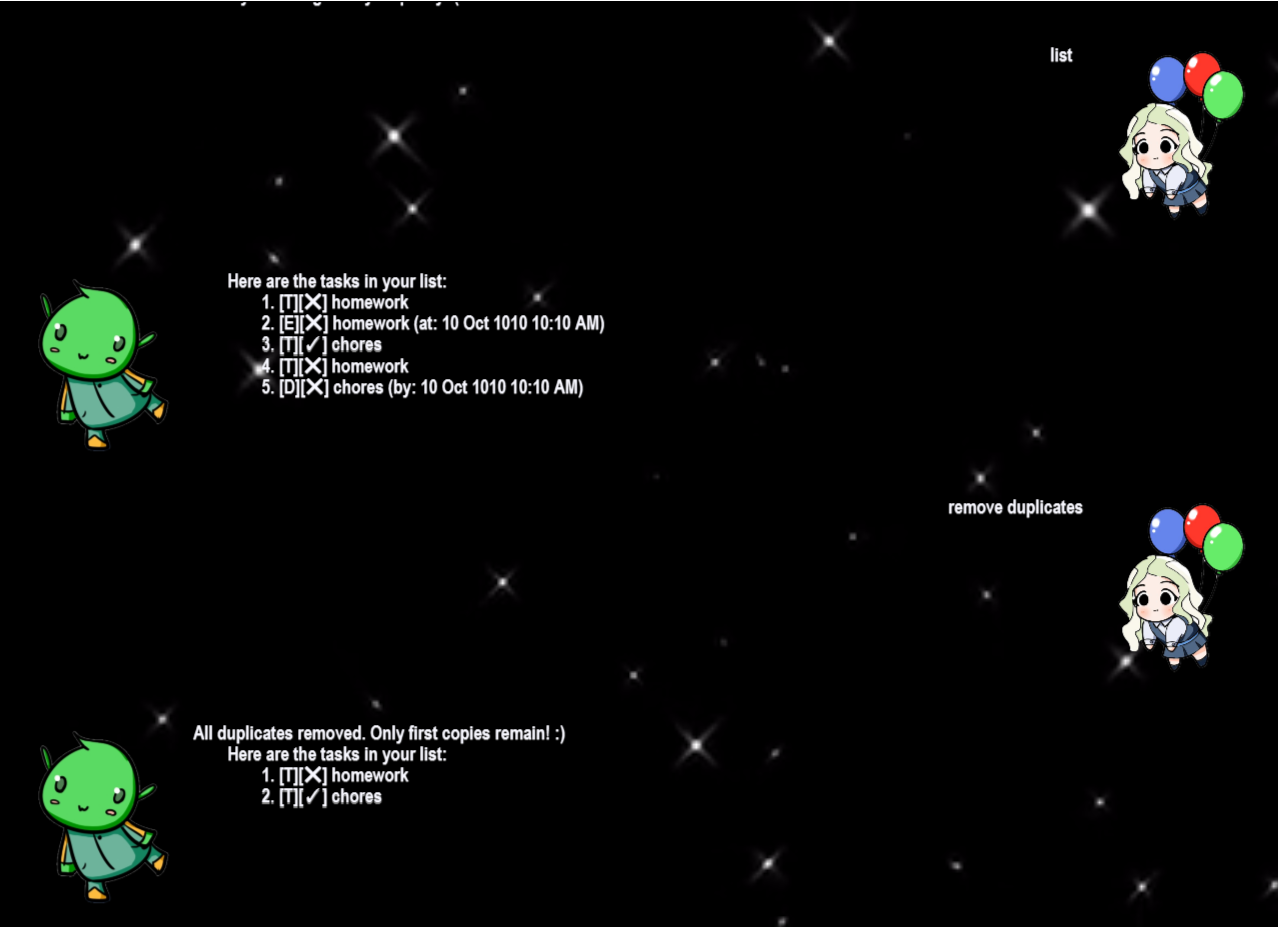 list
Here are the tasks in your list:
1. [T][✕] homework
2. [E][✕] homework (at: 10 Oct 1010 10:10 AM)
3. [T][✓] chores
4. [T][✕] homework
5. [D][✕] chores (by: 10 Oct 1010 10:10 AM)
remove duplicates
All duplicates removed. Only first copies remain! :)
Here are the tasks in your list:
1. [T][✕] homework
2. [T][✓] chores